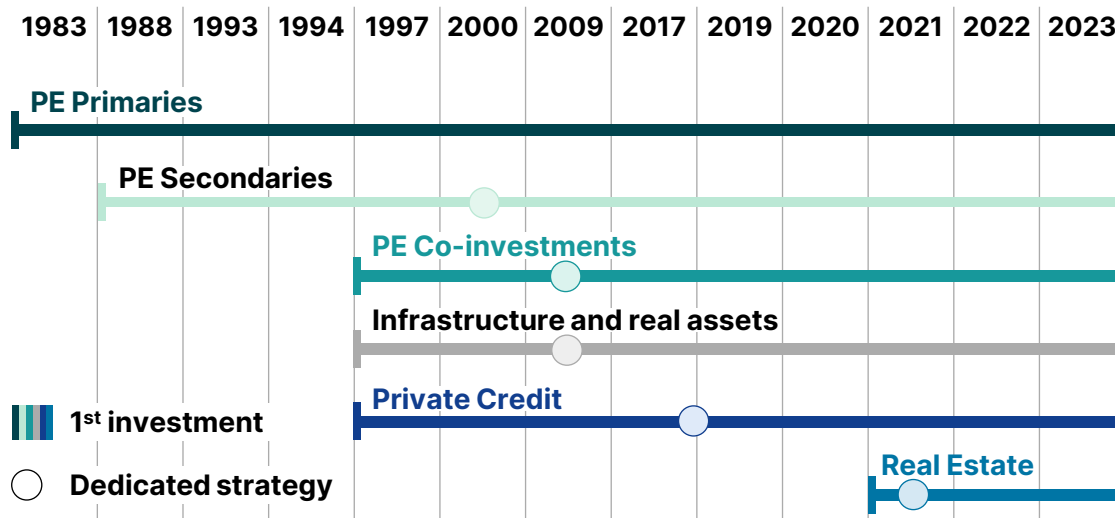 1983 1988 1993 1994 1997 2000 2009 2017 2019 2020 2021 2022 2023
PE Primaries
PE Secondaries
PE Co-investments
Infrastructure and real assets
Private Credit
1st investment
Real Estate
Dedicated strategy